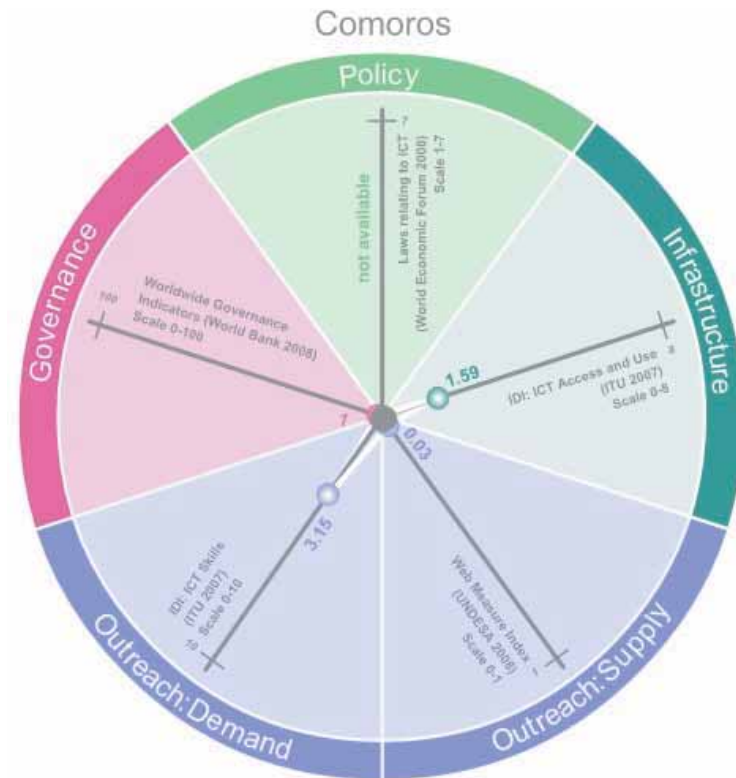 Comoros
Policy
7
not available
Laws relating to ICT
(World Economic Forum 2008)
Scale 1-7
Infrastructure
1.59
8
IDI: ICT Access and Use
(ITU 2007)
Scale 0-8
Outreach:Supply
0.03
Web Measure Index
(UNDESA 2008)
Scale 0-1
1
Outreach:Demand
3.15
10
IDI: ICT Skills
(ITU 2007)
Scale 0-10
Governance
100
Worldwide Governance
Indicators (World Bank 2008)
Scale 0-100
1